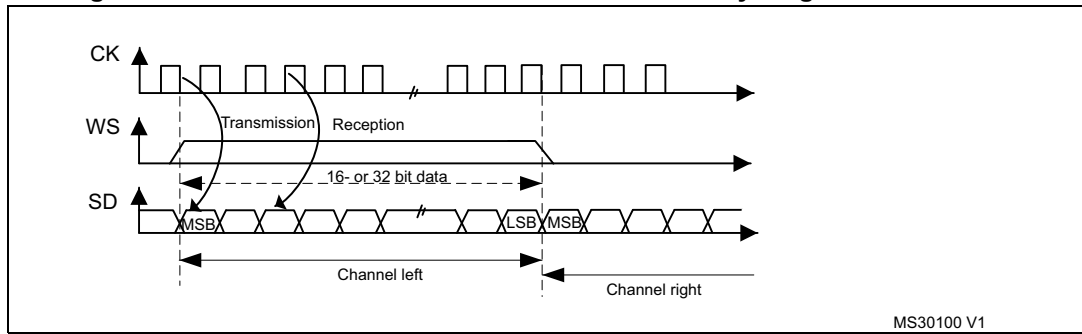 CK
Transmission
Reception
WS
16- or 32 bit data
SD
MSB
LSB
MSB
Channel left
Channel right
MS30100 V1